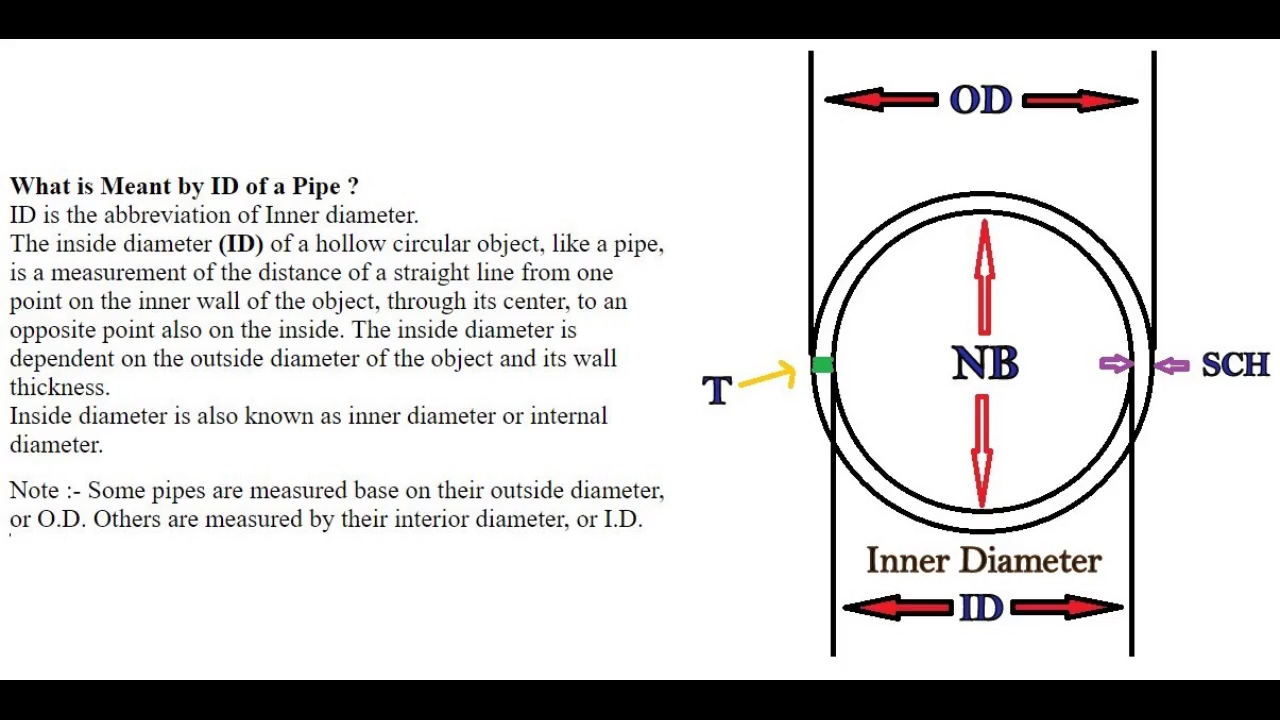 What is Meant by ID of a Pipe ?
ID is the abbreviation of Inner diameter.
The inside diameter (ID) of a hollow circular object, like a pipe,
is a measurement of the distance of a straight line from one
point on the inner wall of the object, through its center, to an
opposite point also on the inside. The inside diameter is
dependent on the outside diameter of the object and its wall
thickness.
Inside diameter is also known as inner diameter or internal
diameter.
Note :- Some pipes are measured base on their outside diameter,
or O.D. Others are measured by their interior diameter, or I.D.
OD
NB
T
SCH
Inner Diameter
ID